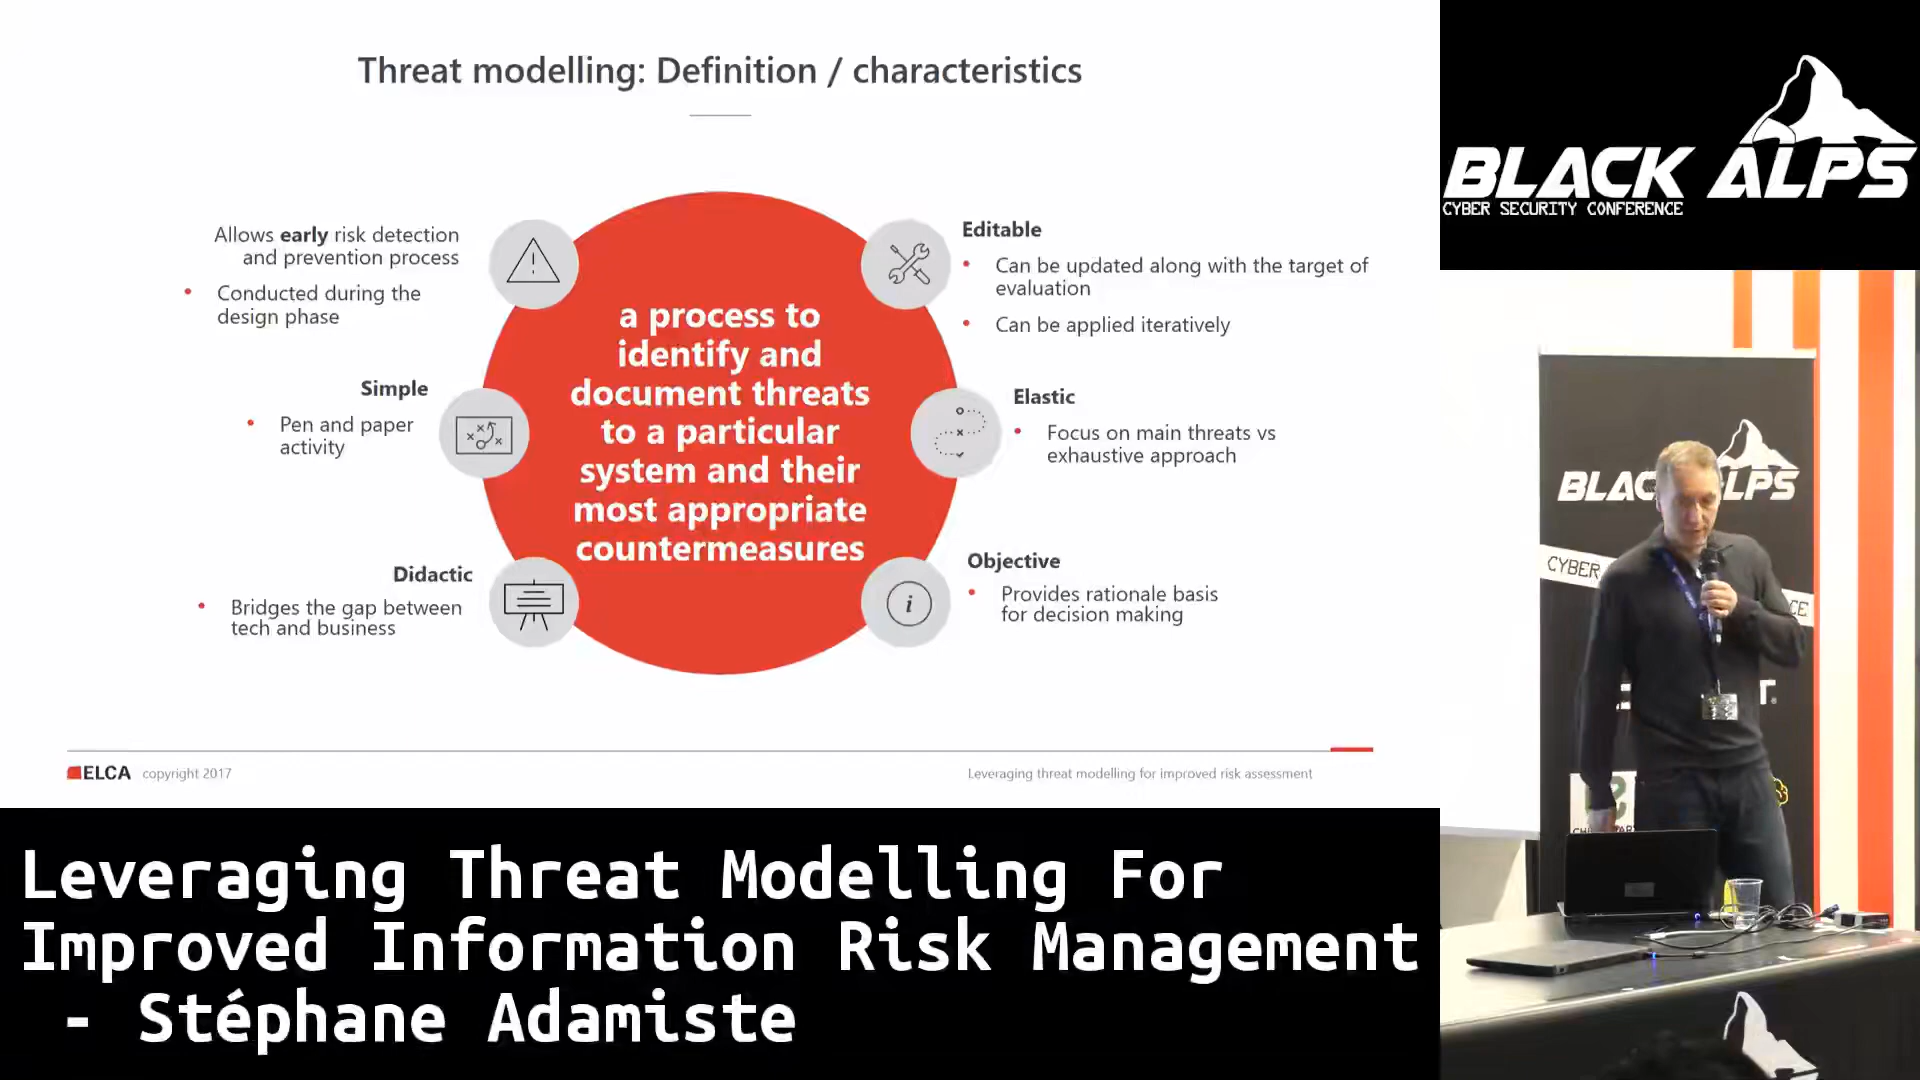 Threat modelling: Definition / characteristics
Allows early risk detection
and prevention process
• Conducted during the
design phase
Simple
• Pen and paper
activity
Didactic
• Bridges the gap between
tech and business
a process to
identify and
document threats
to a particular
system and their
most appropriate
countermeasures
Editable
• Can be updated along with the target of
evaluation
• Can be applied iteratively
Elastic
• Focus on main threats vs
exhaustive approach
Objective
• Provides rationale basis
for decision making
i
ELCA copyright 2017
Leveraging threat modelling for improved risk assessment
BLACK ALPS
CYBER SECURITY CONFERENCE
CYBER
Leveraging Threat Modelling For
Improved Information Risk Management
- Stéphane Adamiste